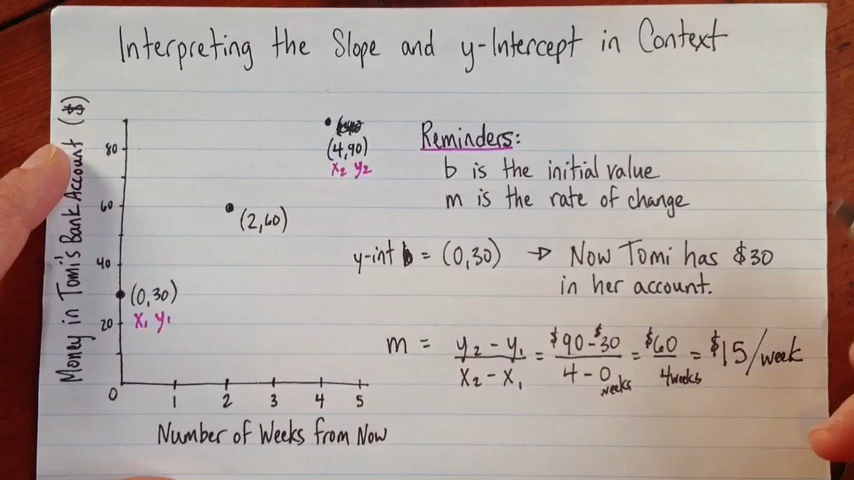 Interpreting the Slope and y-Intercept in Context
Money in Tomi's Bank Account ($)
80
60
40
20
0
1 2 3 4 5
Number of Weeks from Now
(4,90)
x₂ y₂
(2,60)
(0,30)
x₁ y₁
Reminders:
b is the initial value
m is the rate of change
y-int b = (0,30) → Now Tomi has $30
in her account.
m = (y₂ - y₁)/(x₂ - x₁) = ($90 - $30)/(4 - 0 weeks) = $60/4 weeks = $15/week